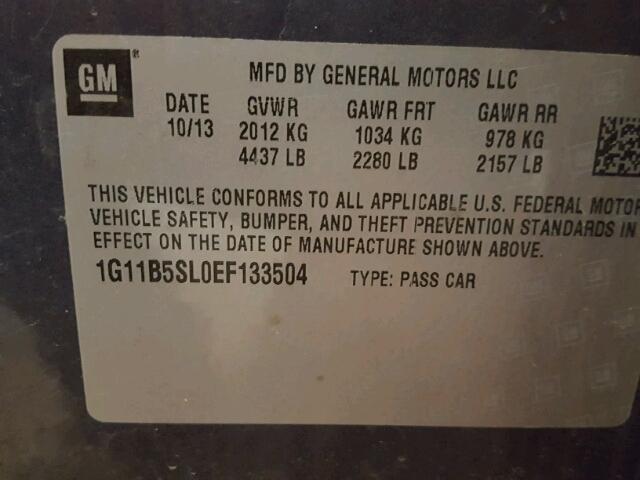 GM
MFD BY GENERAL MOTORS LLC
DATE GVWR GAWR FRT GAWR RR
10/13 2012 KG 1034 KG 978 KG
4437 LB 2280 LB 2157 LB
THIS VEHICLE CONFORMS TO ALL APPLICABLE U.S. FEDERAL MOTOR
VEHICLE SAFETY, BUMPER, AND THEFT PREVENTION STANDARDS IN
EFFECT ON THE DATE OF MANUFACTURE SHOWN ABOVE.
1G11B5SL0EF133504 TYPE: PASS CAR